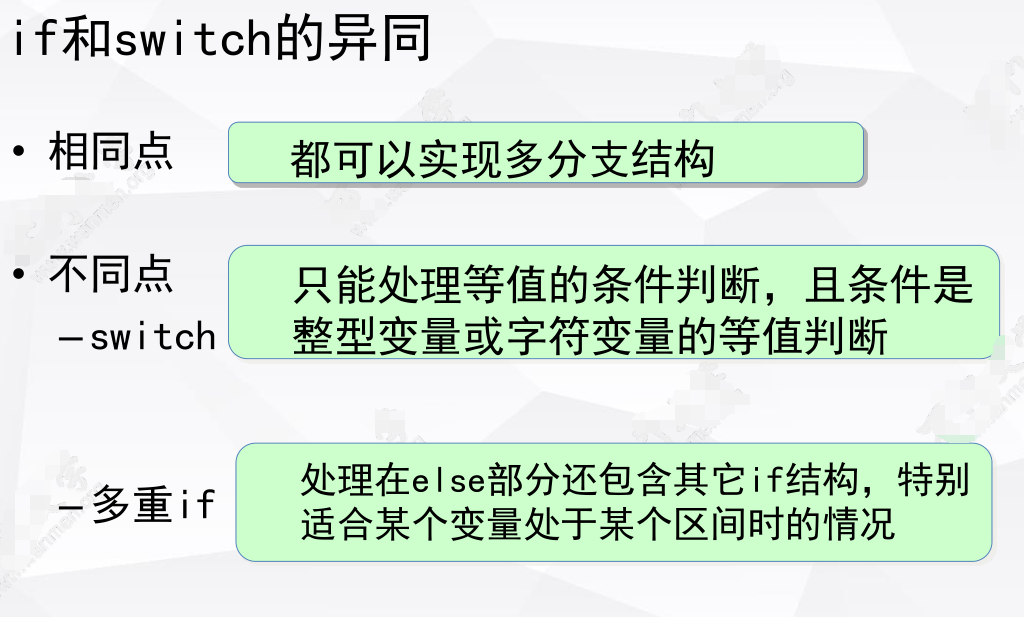 if和switch的异同
• 相同点
都可以实现多分支结构
• 不同点
–switch
只能处理等值的条件判断，且条件是
整型变量或字符变量的等值判断
–多重if
处理在else部分还包含其它if结构，特别
适合某个变量处于某个区间时的情况